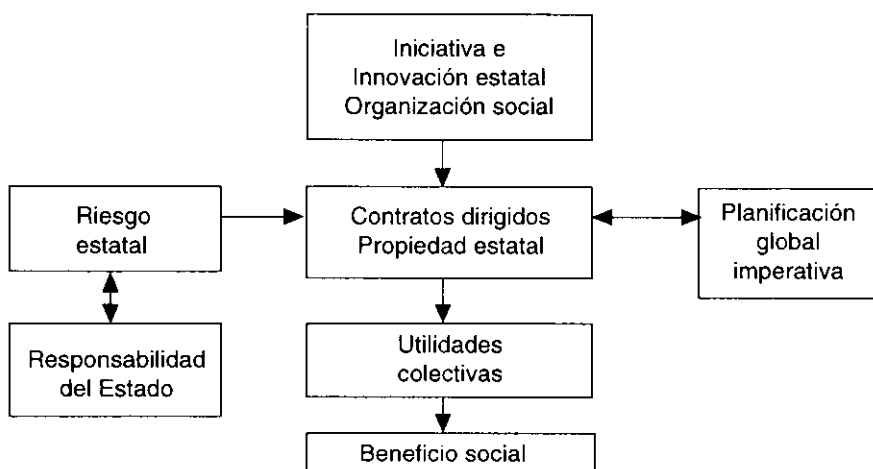 Iniciativa e
Innovación estatal
Organización social
Riesgo
estatal
Contratos dirigidos
Propiedad estatal
Planificación
global
imperativa
Responsabilidad
del Estado
Utilidades
colectivas
Beneficio social